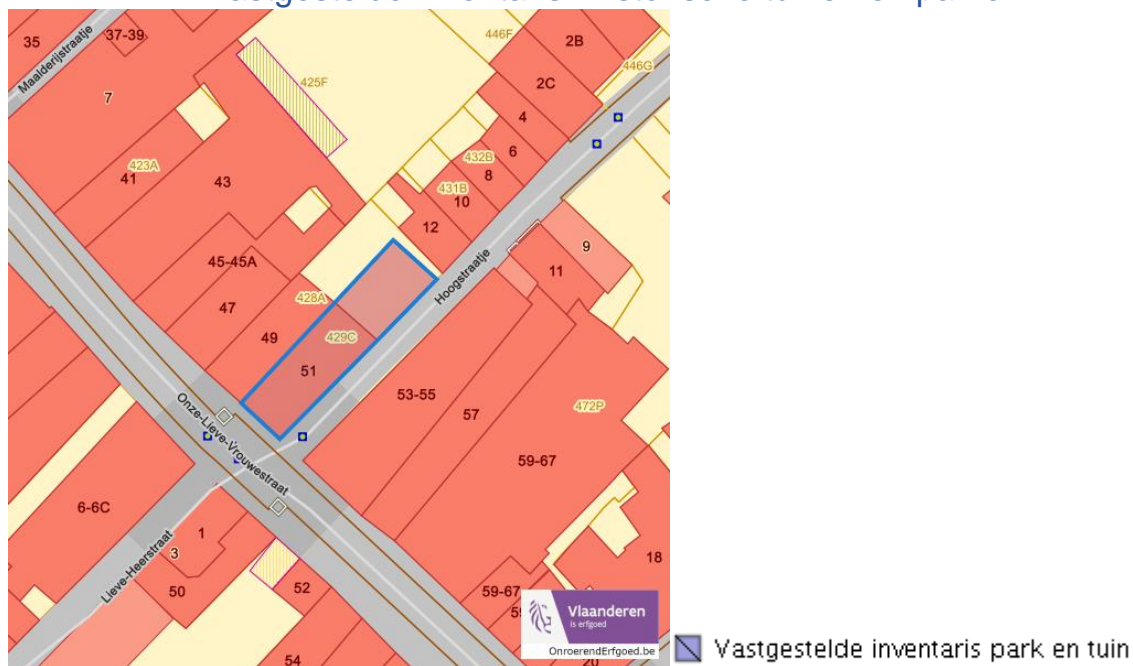 35
37-39
Maalderijstraatje
7
425F
446F
2B
446G
2C
4
6
432B
8
431B
10
12
423A
41
43
9
11
45-45A
Hoogstraatje
47
428A
49
429C
51
53-55
57
472P
59-67
Onze-Lieve-Vrouwestraat
6-6C
1
3
Lieve-Heerstraat
50
52
54
18
59-67
20
Vlaanderen
is erfgoed
OnroerendErfgoed.be
Vastgestelde inventaris park en tuin